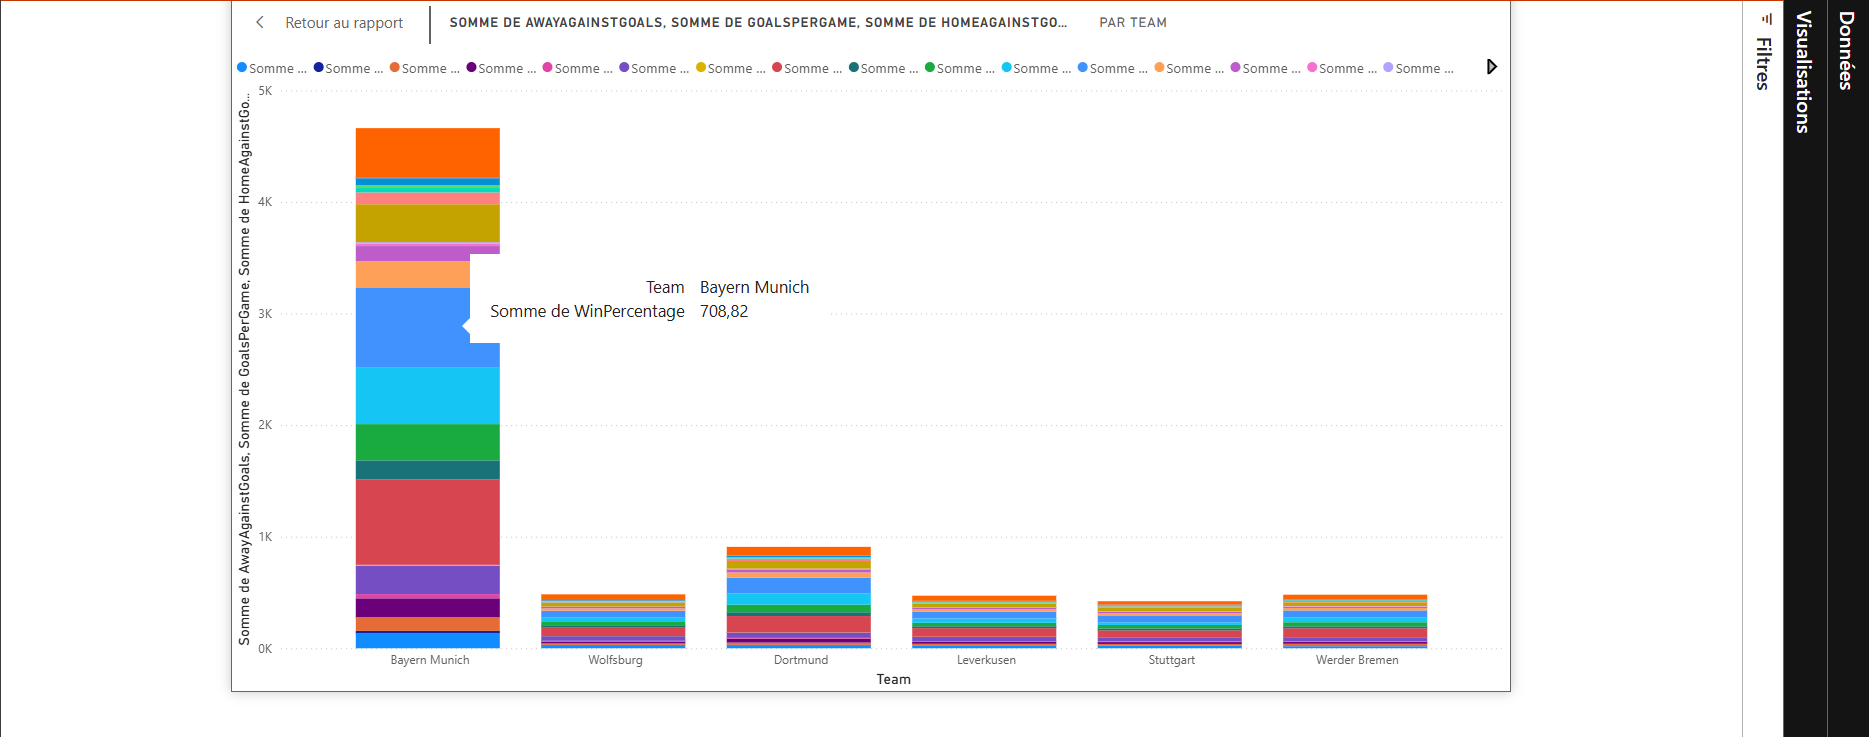 Retour au rapport
SOMME DE AWAYAGAINSTGOALS, SOMME DE GOALSPERGAME, SOMME DE HOMEAGAINSTGO...
PAR TEAM
Somme ... Somme ... Somme ... Somme ... Somme ... Somme ... Somme ... Somme ... Somme ... Somme ... Somme ... Somme ... Somme ... Somme ... Somme ... Somme ...
Somme de AwayAgainstGoals, Somme de GoalsPerGame, Somme de HomeAgainstGo...
5K
4K
3K
2K
1K
0K
Team Bayern Munich
Somme de WinPercentage 708,82
Bayern Munich Wolfsburg Dortmund Leverkusen Stuttgart Werder Bremen
Team
Filtres
Visualisations
Données